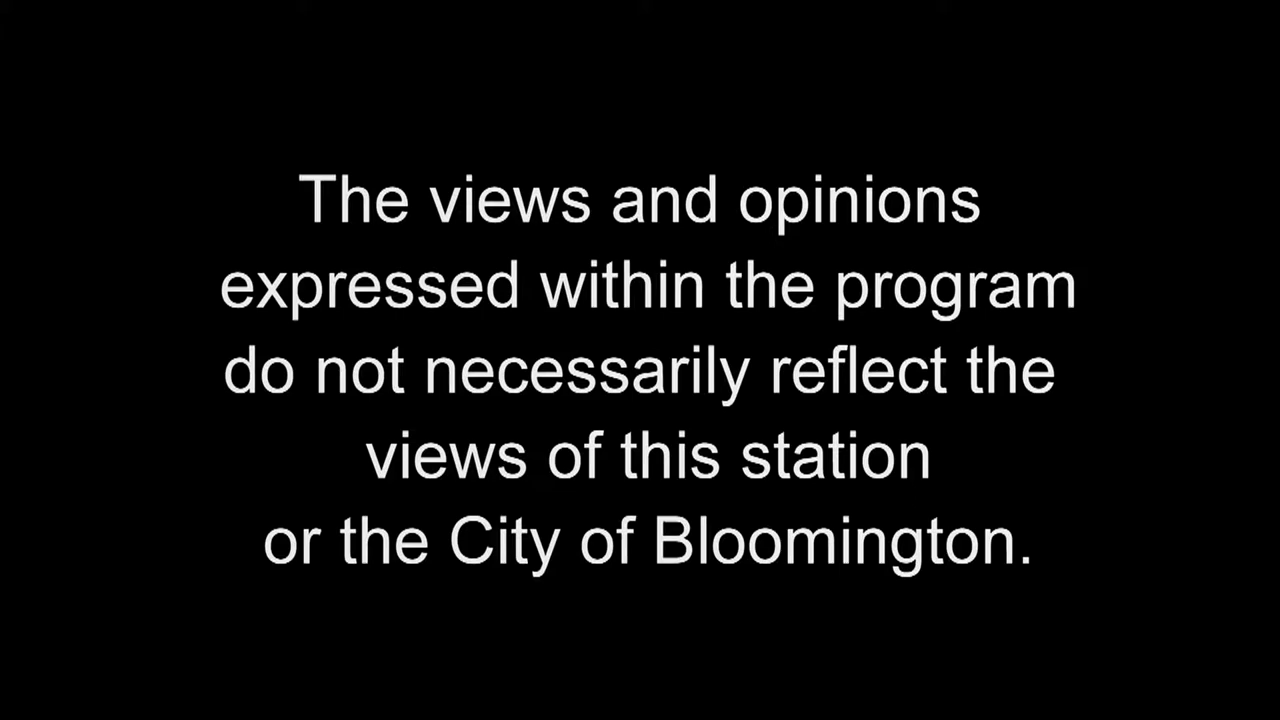 The views and opinions
expressed within the program
do not necessarily reflect the
views of this station
or the City of Bloomington.